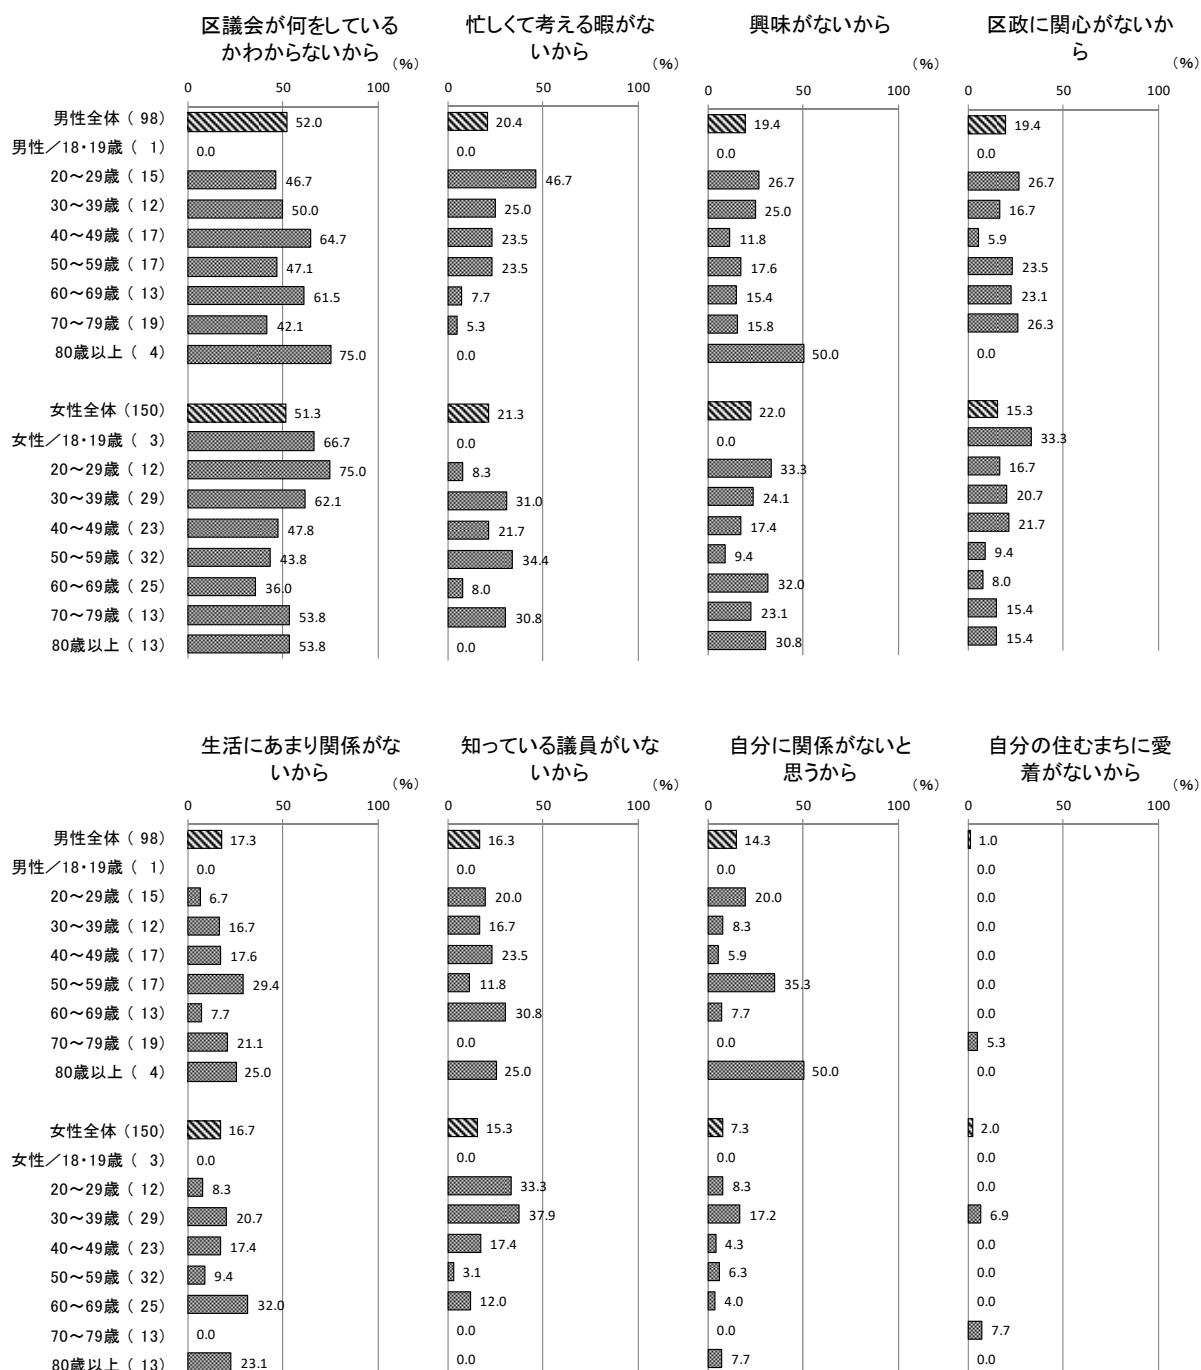 区議会が何をしている
かわからないから
(%)
忙しくて考える暇がな
いから
(%)
興味がないから
(%)
区政に関心がないか
ら
(%)
0 50 100 0 50 100 0 50 100 0 50 100
男性全体 ( 98) 52.0 20.4 19.4 19.4
男性／18・19歳 ( 1) 0.0 0.0 0.0 0.0
20～29歳 ( 15) 46.7 46.7 26.7 26.7
30～39歳 ( 12) 50.0 25.0 25.0 16.7
40～49歳 ( 17) 64.7 23.5 11.8 5.9
50～59歳 ( 17) 47.1 23.5 17.6 23.5
60～69歳 ( 13) 61.5 7.7 15.4 23.1
70～79歳 ( 19) 42.1 5.3 15.8 26.3
80歳以上 ( 4) 75.0 0.0 50.0 0.0
女性全体 (150) 51.3 21.3 22.0 15.3
女性／18・19歳 ( 3) 66.7 0.0 0.0 33.3
20～29歳 ( 12) 75.0 8.3 33.3 16.7
30～39歳 ( 29) 62.1 31.0 24.1 20.7
40～49歳 ( 23) 47.8 21.7 17.4 21.7
50～59歳 ( 32) 43.8 34.4 9.4 9.4
60～69歳 ( 25) 36.0 8.0 32.0 8.0
70～79歳 ( 13) 53.8 30.8 23.1 15.4
80歳以上 ( 13) 53.8 0.0 30.8 15.4
生活にあまり関係がな
いから
(%)
知っている議員がいな
いから
(%)
自分に関係がないと
思うから
(%)
自分の住むまちに愛
着がないから
(%)
0 50 100 0 50 100 0 50 100 0 50 100
男性全体 ( 98) 17.3 16.3 14.3 1.0
男性／18・19歳 ( 1) 0.0 0.0 0.0 0.0
20～29歳 ( 15) 6.7 20.0 20.0 0.0
30～39歳 ( 12) 16.7 16.7 8.3 0.0
40～49歳 ( 17) 17.6 23.5 5.9 0.0
50～59歳 ( 17) 29.4 11.8 35.3 0.0
60～69歳 ( 13) 7.7 30.8 7.7 0.0
70～79歳 ( 19) 21.1 0.0 0.0 5.3
80歳以上 ( 4) 25.0 25.0 50.0 0.0
女性全体 (150) 16.7 15.3 7.3 2.0
女性／18・19歳 ( 3) 0.0 0.0 0.0 0.0
20～29歳 ( 12) 8.3 33.3 8.3 0.0
30～39歳 ( 29) 20.7 37.9 17.2 6.9
40～49歳 ( 23) 17.4 17.4 4.3 0.0
50～59歳 ( 32) 9.4 3.1 6.3 0.0
60～69歳 ( 25) 32.0 12.0 4.0 0.0
70～79歳 ( 13) 0.0 0.0 0.0 7.7
80歳以上 ( 13) 23.1 0.0 7.7 0.0